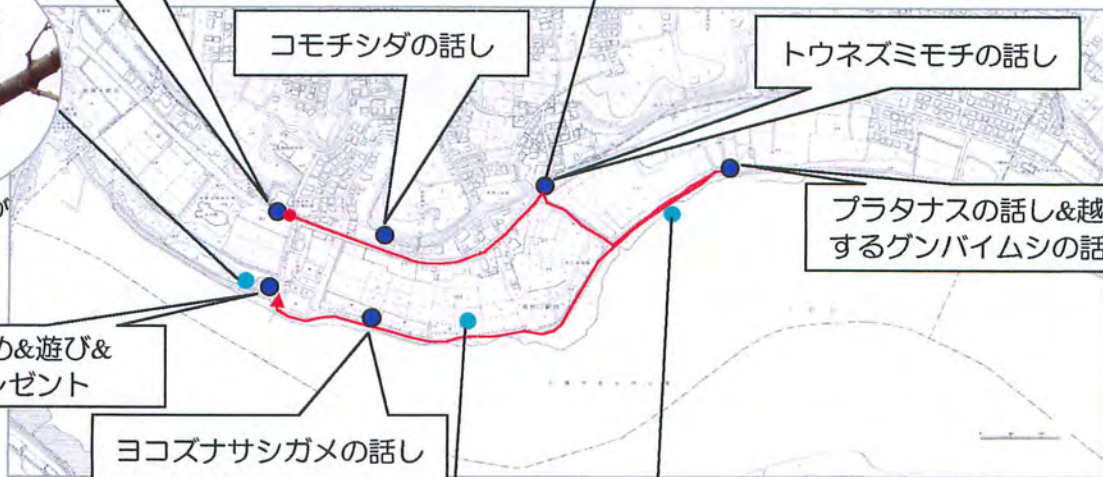 コモチシダの話し
トウネズミモチの話し
が
プラタナスの話し&越
するグンバイムシの話
め&遊び&
ゼント
ヨコズナサシガメの話し